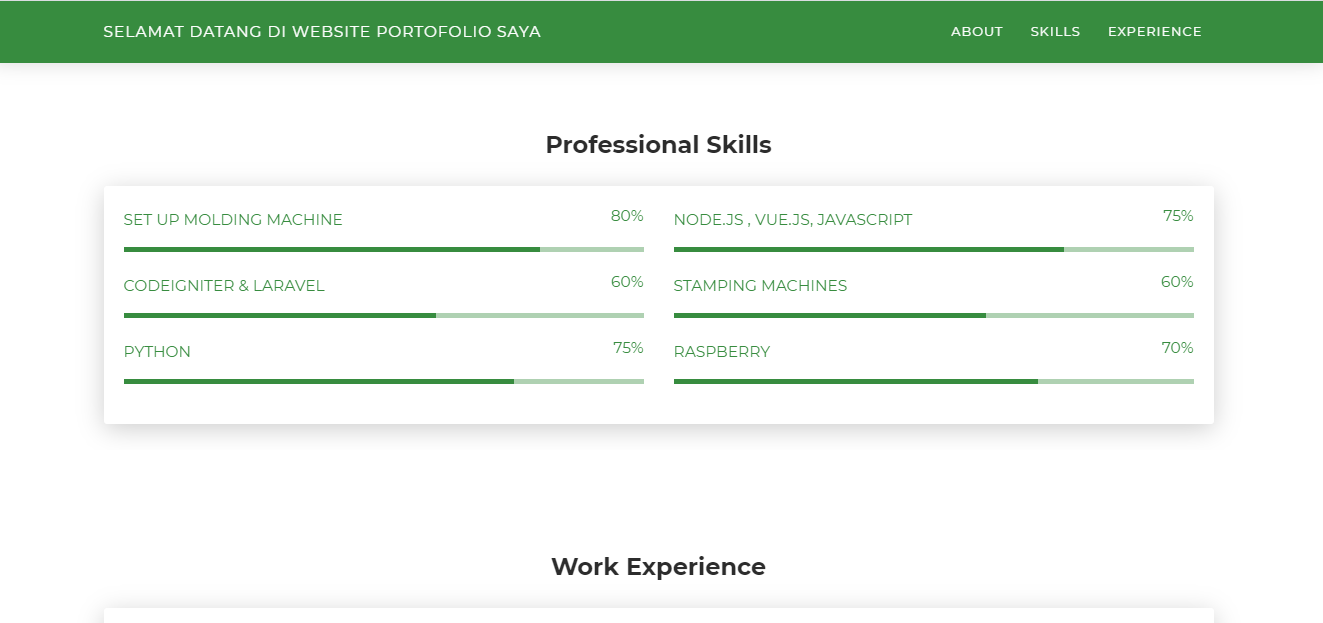 SELAMAT DATANG DI WEBSITE PORTOFOLIO SAYA
ABOUT SKILLS EXPERIENCE
Professional Skills
SET UP MOLDING MACHINE 80%
NODE.JS , VUE.JS, JAVASCRIPT 75%
CODEIGNITER & LARAVEL 60%
STAMPING MACHINES 60%
PYTHON 75%
RASPBERRY 70%
Work Experience